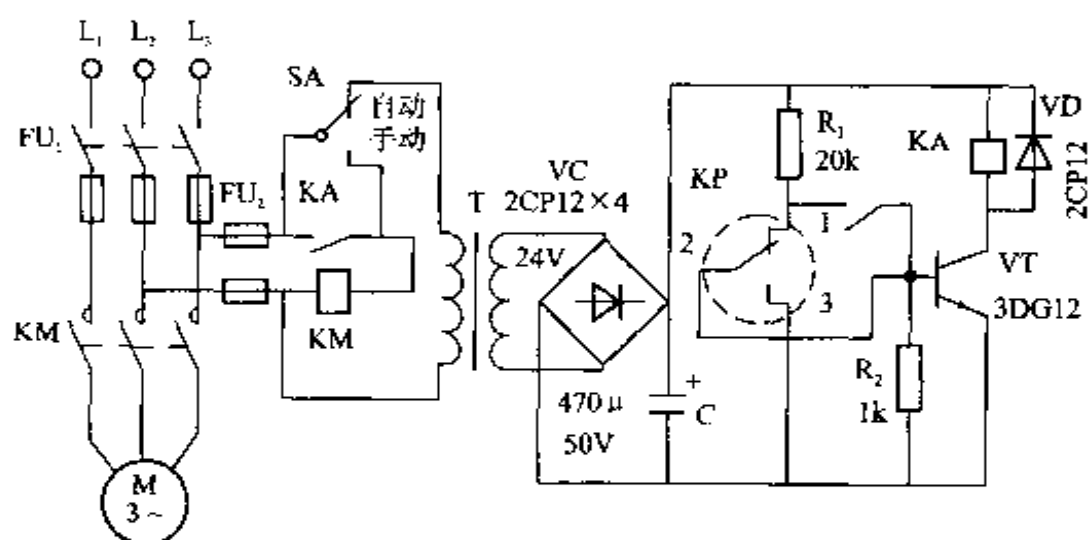 L₁ L₂ L₃
SA
自动
手动
FU₁
FU₂
KA
KM
KM
M
3~
T
VC
2CP12×4
24V
470μ
50V
+
C
KP
R₁
20k
1
2
3
R₂
1k
KA
VD
2CP12
VT
3DG12